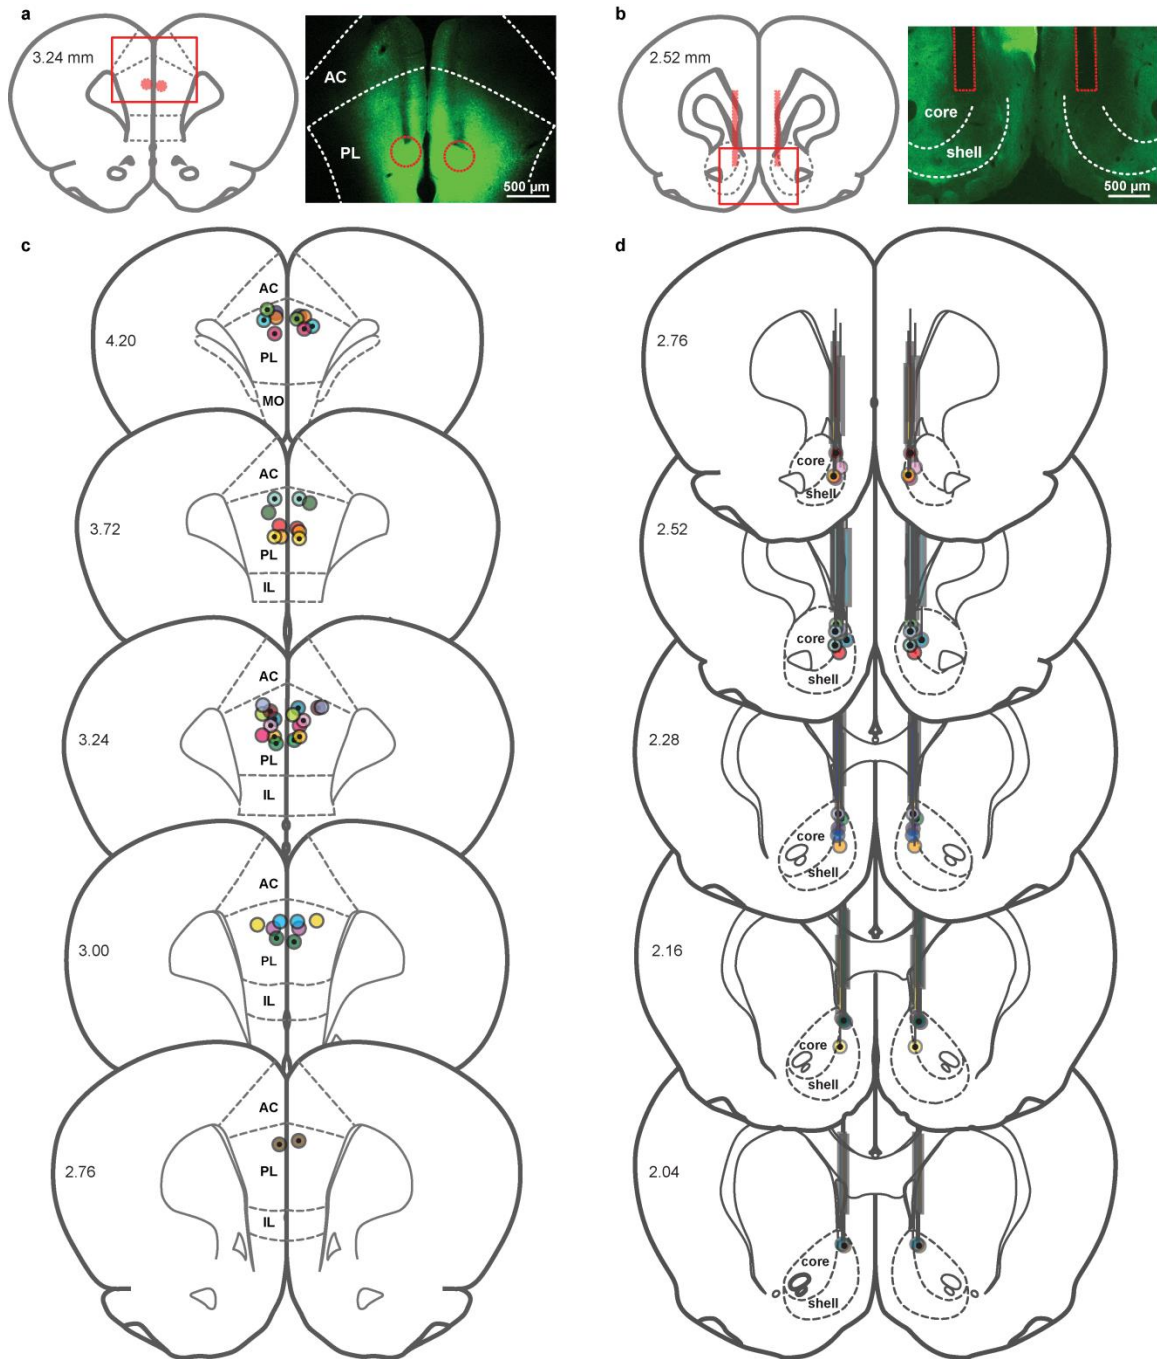 a
3.24 mm
AC
PL
500 µm
b
2.52 mm
core
shell
500 µm
c
4.20
AC
PL
MO
3.72
AC
PL
IL
3.24
AC
PL
IL
3.00
AC
PL
IL
2.76
AC
PL
IL
d
2.76
core
shell
2.52
core
shell
2.28
core
shell
2.16
core
shell
2.04
core
shell